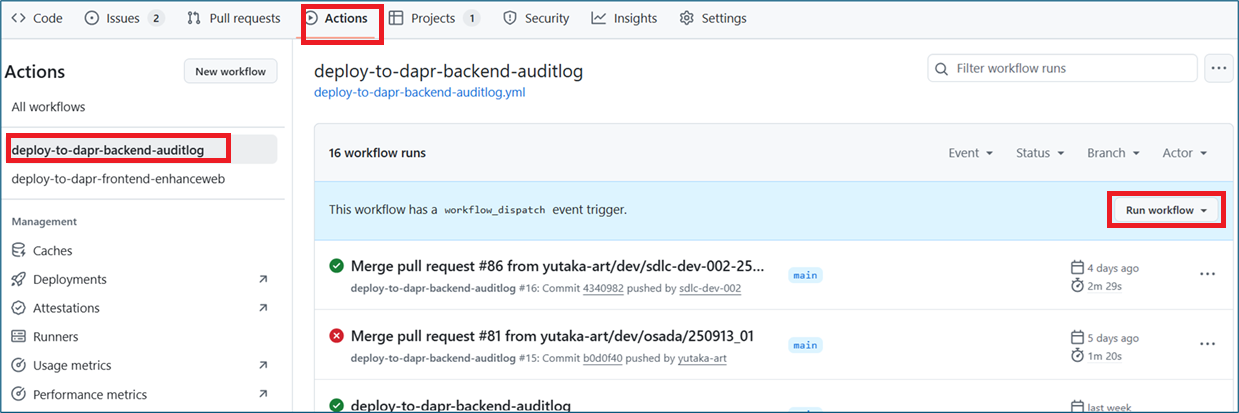 Code Issues 2 Pull requests Actions Projects 1 Security Insights Settings
Actions New workflow
All workflows
deploy-to-dapr-backend-auditlog
deploy-to-dapr-frontend-enhanceweb
Management
Caches
Deployments
Attestations
Runners
Usage metrics
Performance metrics
deploy-to-dapr-backend-auditlog
deploy-to-dapr-backend-auditlog.yml
Filter workflow runs
16 workflow runs Event Status Branch Actor
This workflow has a workflow_dispatch event trigger. Run workflow
Merge pull request #86 from yutaka-art/dev/sdlc-dev-002-25... main 4 days ago
deploy-to-dapr-backend-auditlog #16: Commit 4340982 pushed by sdlc-dev-002 2m 29s
Merge pull request #81 from yutaka-art/dev/osada/250913_01 main 5 days ago
deploy-to-dapr-backend-auditlog #15: Commit b0d0f40 pushed by yutaka-art 1m 20s
deploy-to-dapr-backend-auditlog last week